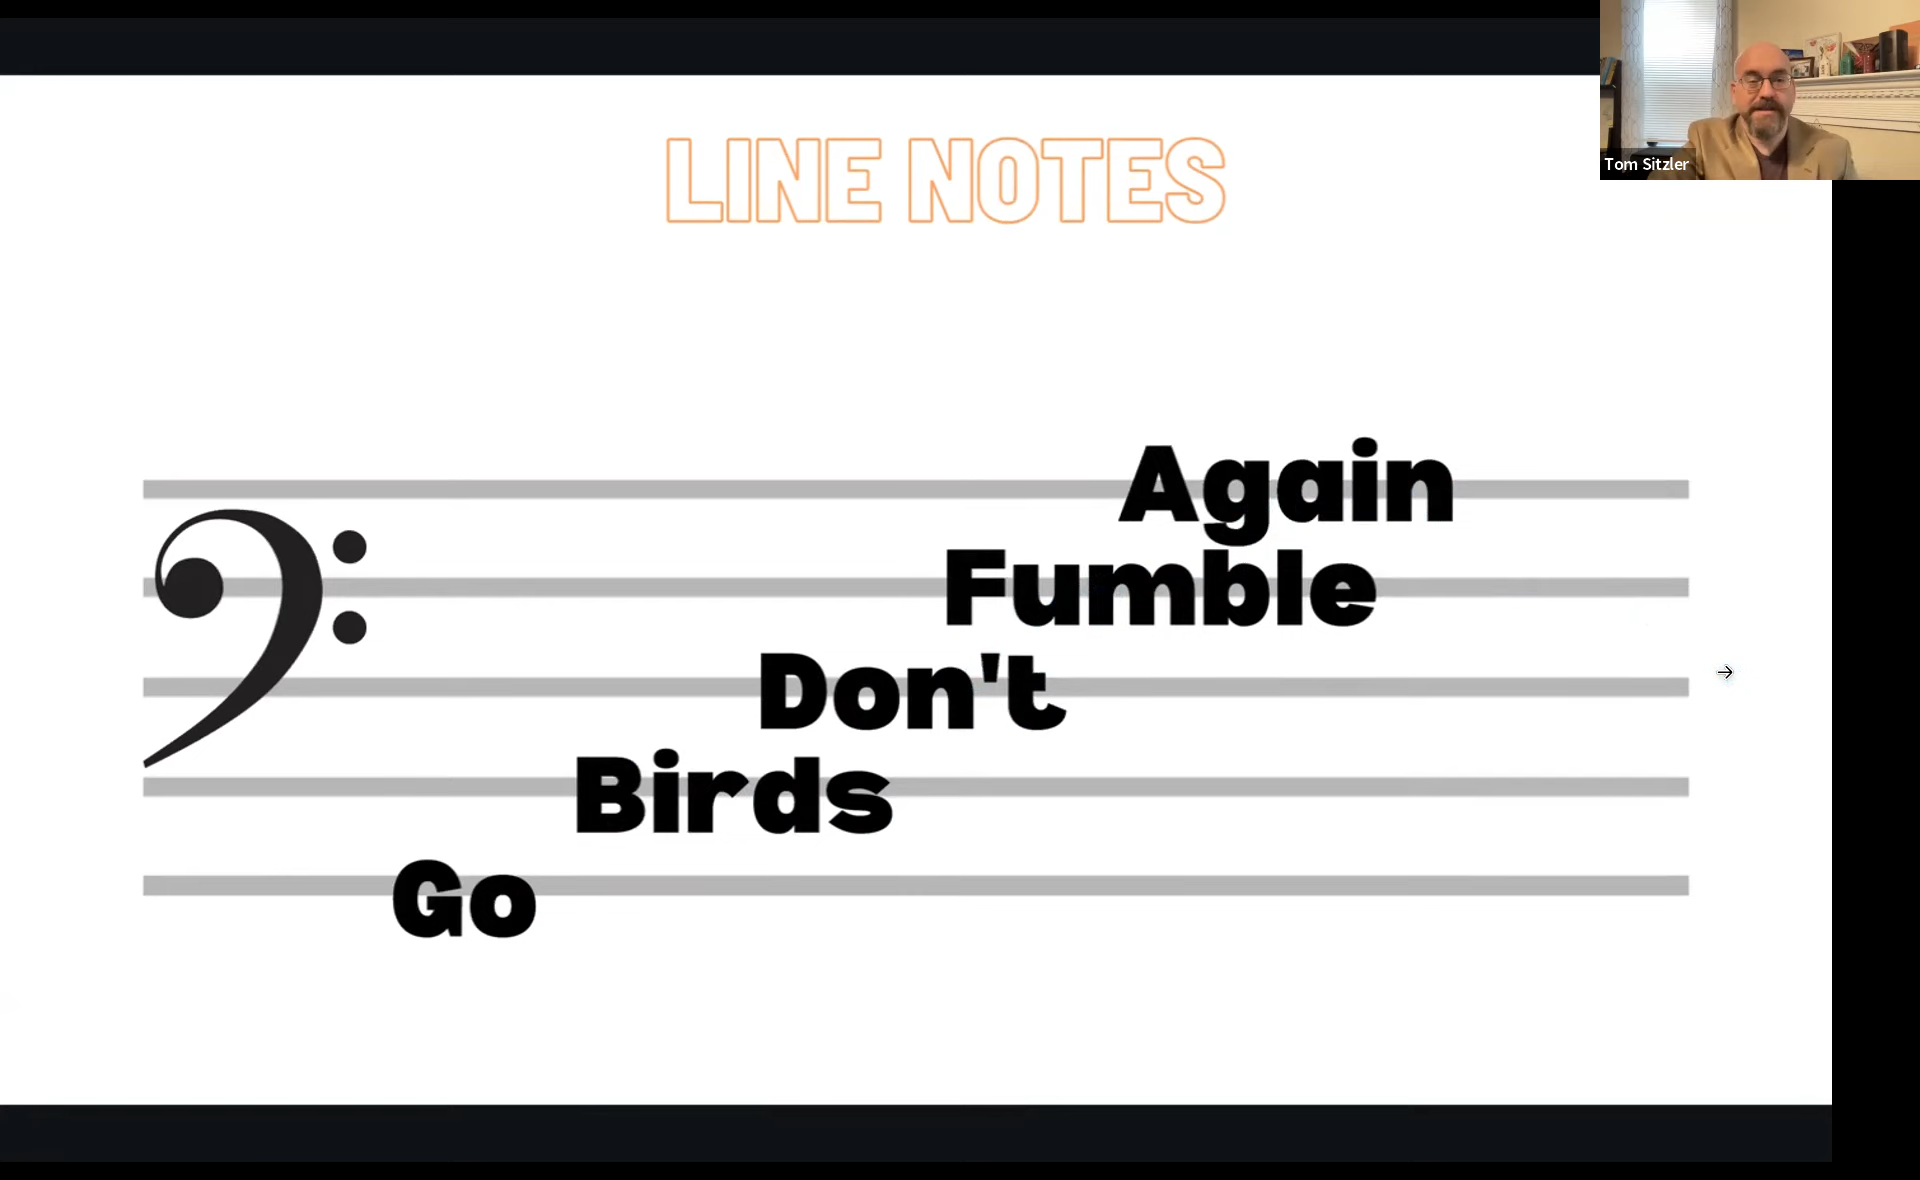 LINE NOTES
Tom Sitzler
Again
Fumble
Don't
Birds
Go